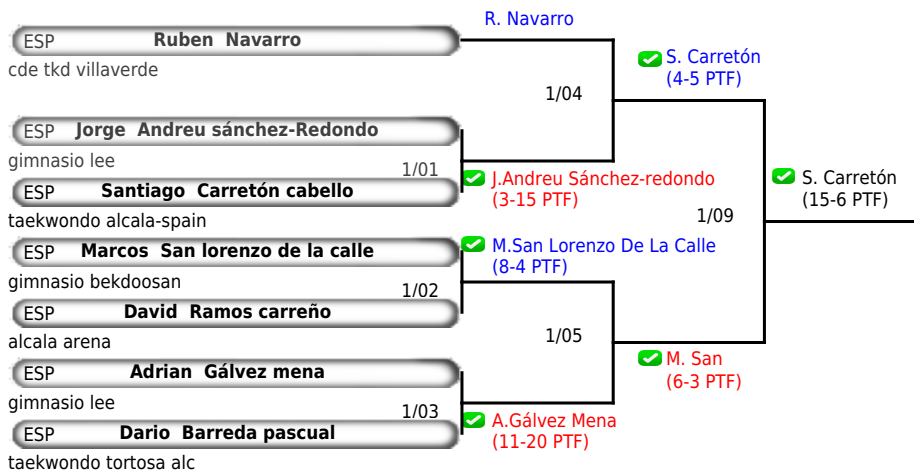 R. Navarro
ESP Ruben Navarro
cde tkd villaverde
S. Carretón
(4-5 PTF)
1/04
ESP Jorge Andreu sánchez-Redondo
gimnasio lee
1/01
J.Andreu Sánchez-redondo
(3-15 PTF)
ESP Santiago Carretón cabello
taekwondo alcala-spain
S. Carretón
(15-6 PTF)
1/09
ESP Marcos San lorenzo de la calle
gimnasio bekdoosan
M.San Lorenzo De La Calle
(8-4 PTF)
1/02
ESP David Ramos carreño
alcala arena
1/05
M. San
(6-3 PTF)
ESP Adrian Gálvez mena
gimnasio lee
1/03
A.Gálvez Mena
(11-20 PTF)
ESP Dario Barreda pascual
taekwondo tortosa alc